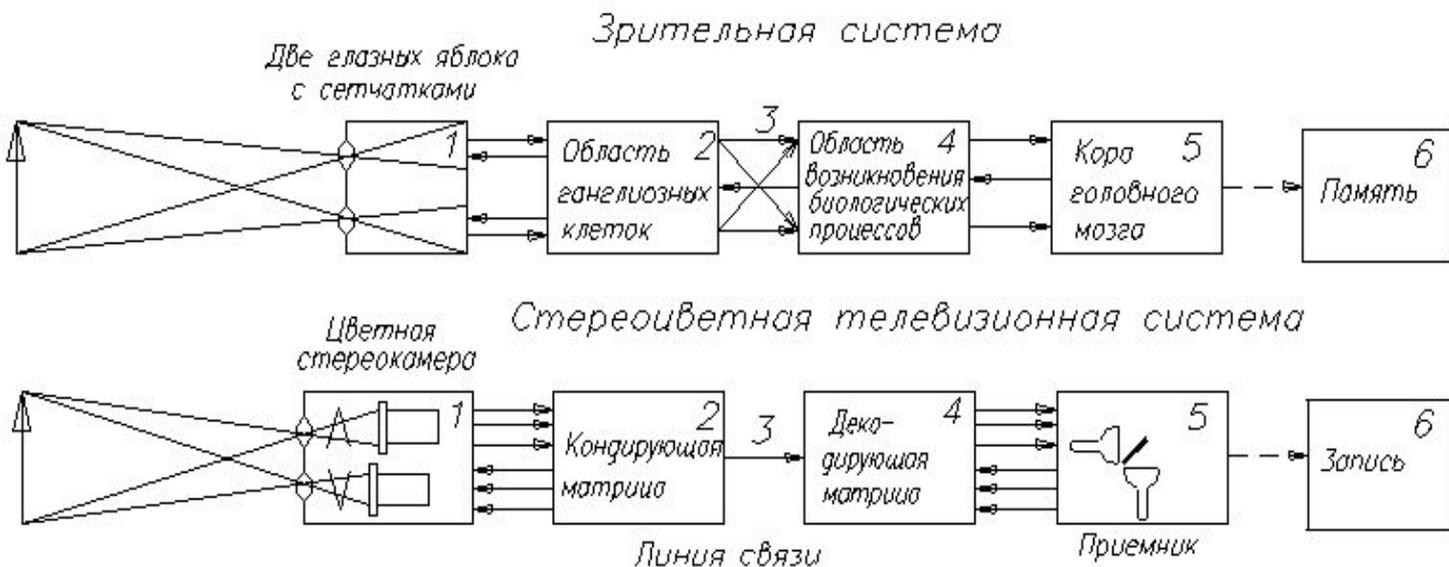 Зрительная система
Две глазных яблока
с сетчатками
1
Область 2
ганглиозных
клеток
3
Область 4
возникновения
биологических
процессов
Кора 5
головного
мозга
6
Память
Стереоцветная телевизионная система
Цветная
стереокамера
1
2
Кондирующая
матрица
3
Деко- 4
дирующая
матрица
5
6
Запись
Линия связи
Приемник